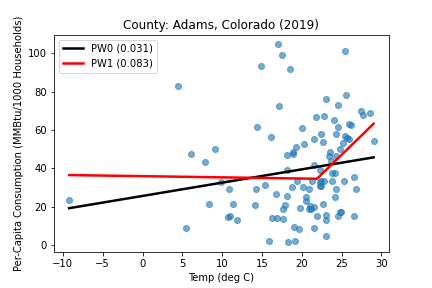 County: Adams, Colorado (2019)
PW0 (0.031)
PW1 (0.083)
Per-Capita Consumption (MMBtu/1000 Households)
100
80
60
40
20
0
−10 −5 0 5 10 15 20 25 30
Temp (deg C)